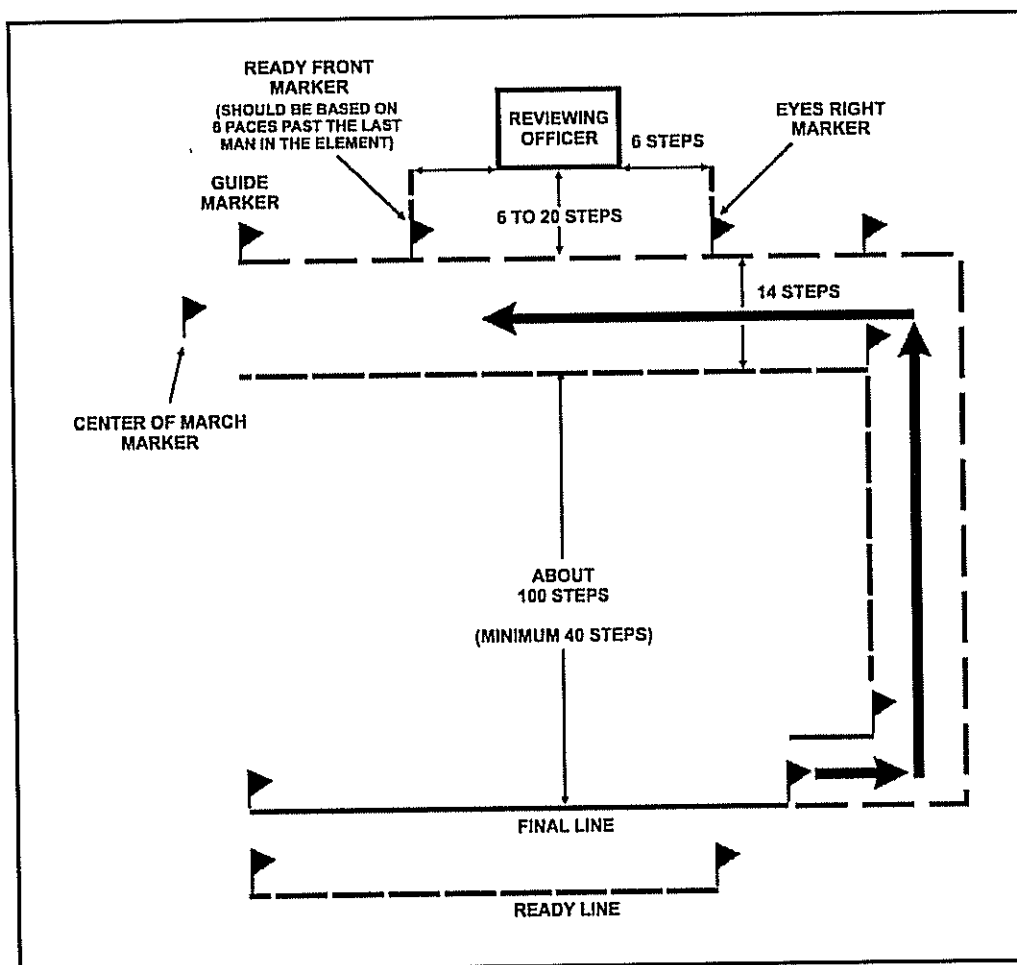 READY FRONT
MARKER
(SHOULD BE BASED ON
6 PACES PAST THE LAST
MAN IN THE ELEMENT)
REVIEWING
OFFICER
EYES RIGHT
MARKER
6 STEPS
GUIDE
MARKER
6 TO 20 STEPS
14 STEPS
CENTER OF MARCH
MARKER
ABOUT
100 STEPS
(MINIMUM 40 STEPS)
FINAL LINE
READY LINE